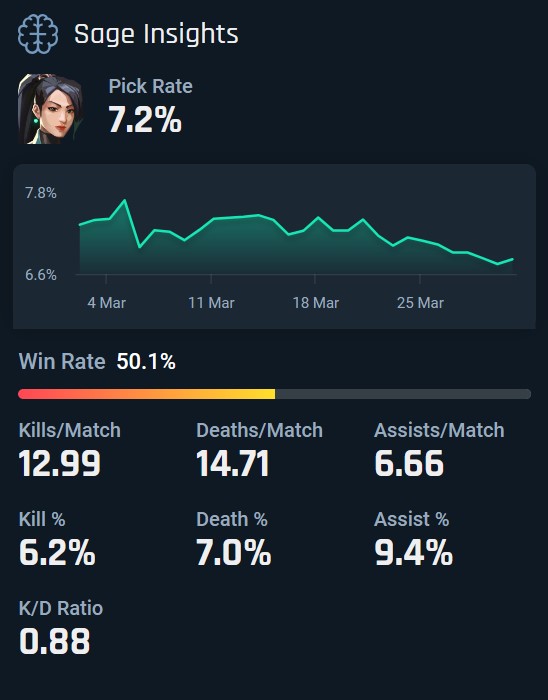 Sage Insights
Pick Rate
7.2%
7.8%
6.6%
4 Mar 11 Mar 18 Mar 25 Mar
Win Rate 50.1%
Kills/Match Deaths/Match Assists/Match
12.99 14.71 6.66
Kill % Death % Assist %
6.2% 7.0% 9.4%
K/D Ratio
0.88